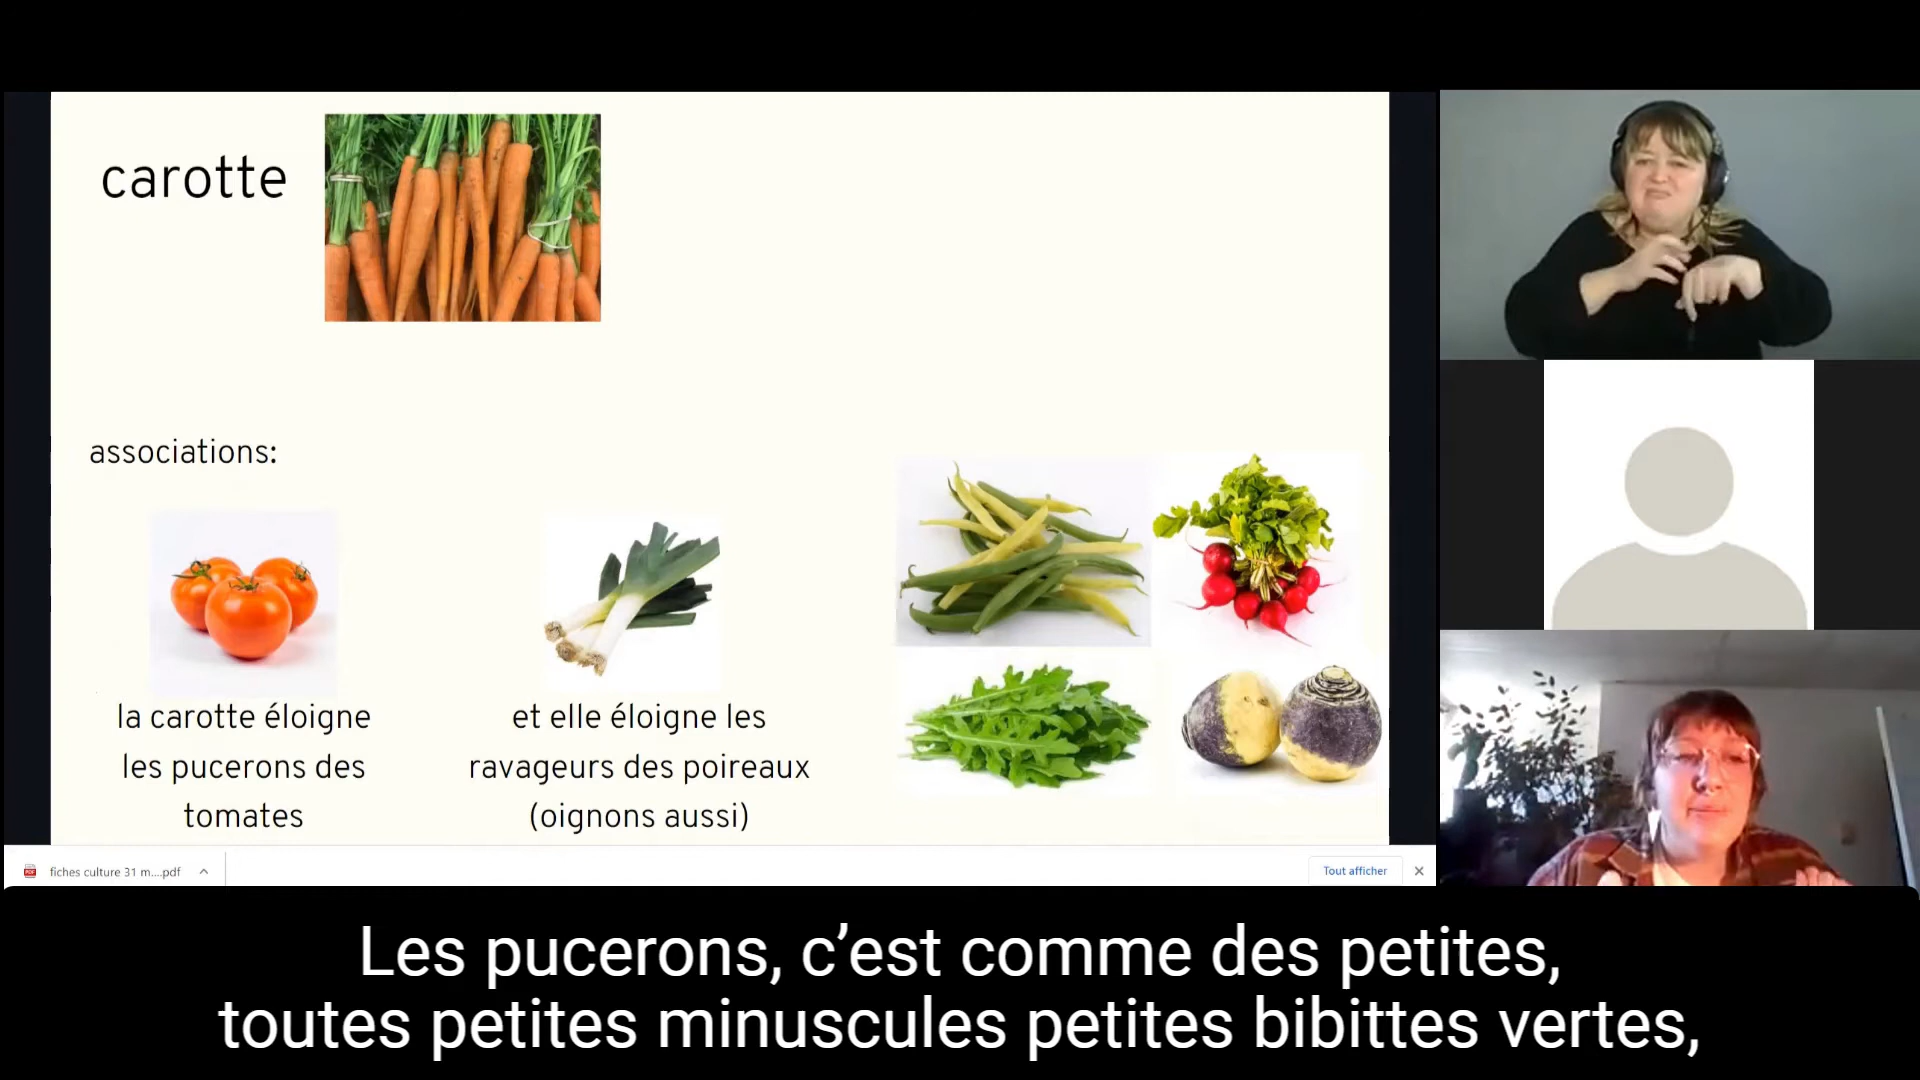 carotte
associations:
la carotte éloigne
les pucerons des
tomates
et elle éloigne les
ravageurs des poireaux
(oignons aussi)
fiches culture 31 m....pdf
Tout afficher
Les pucerons, c’est comme des petites,
toutes petites minuscules petites bibittes vertes,